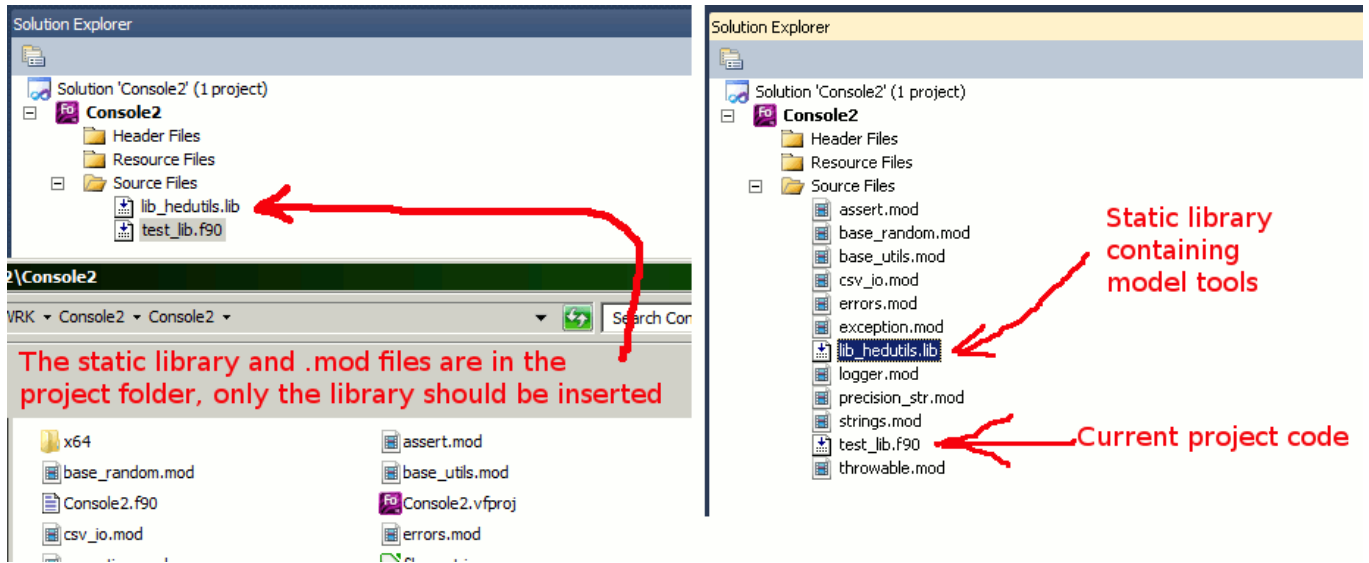 Solution Explorer
Solution 'Console2' (1 project)
Console2
Header Files
Resource Files
Source Files
lib_hedutils.lib
test_lib.f90
2\Console2
WRK ▾ Console2 ▾ Console2 ▾
Search Con
The static library and .mod files are in the
project folder, only the library should be inserted
x64
assert.mod
base_random.mod
base_utils.mod
Console2.f90
Console2.vfproj
csv_io.mod
errors.mod
Solution Explorer
Solution 'Console2' (1 project)
Console2
Header Files
Resource Files
Source Files
assert.mod
base_random.mod
base_utils.mod
csv_io.mod
errors.mod
exception.mod
lib_hedutils.lib
logger.mod
precision_str.mod
strings.mod
test_lib.f90
throwable.mod
Static library
containing
model tools
Current project code